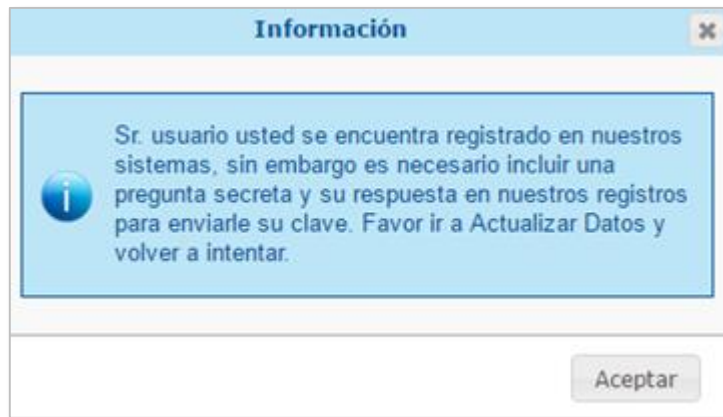 Información
Sr. usuario usted se encuentra registrado en nuestros
sistemas, sin embargo es necesario incluir una
pregunta secreta y su respuesta en nuestros registros
para enviarle su clave. Favor ir a Actualizar Datos y
volver a intentar.
Aceptar